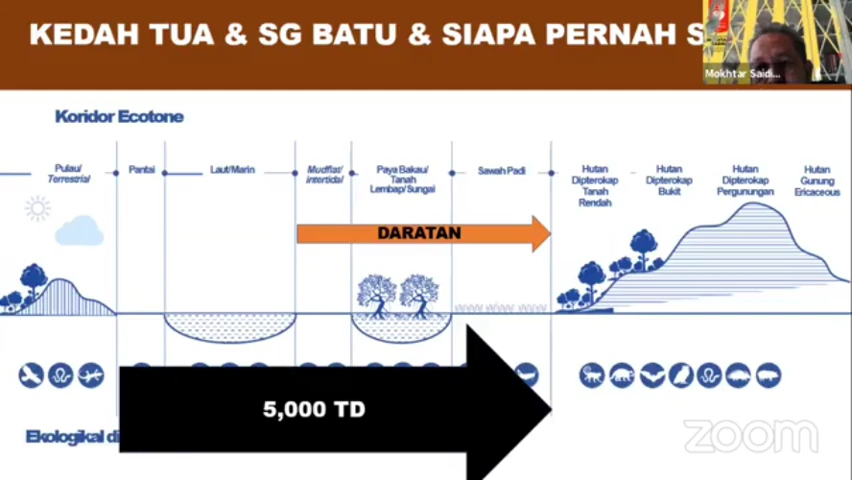 KEDAH TUA & SG BATU & SIAPA PERNAH S
Mokhtar Saidi...
Koridor Ecotone
Pulau/
Terrestrial
Pantai
Laut/Marin
Mudflat/
intertidal
Paya Bakau/
Tanah
Lembap/Sungai
Sawah Padi
Hutan
Dipterokap
Tanah
Rendah
Hutan
Dipterokap
Bukit
Hutan
Dipterokap
Pergunungan
Hutan
Gunung
Ericaceous
DARATAN
5,000 TD
Ekologikal di
zoom